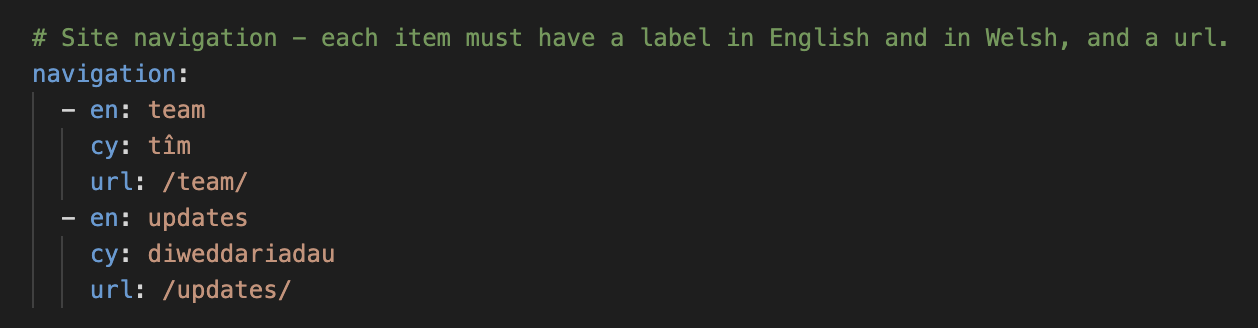 # Site navigation – each item must have a label in English and in Welsh, and a url.
navigation:
  - en: team
    cy: tîm
    url: /team/
  - en: updates
    cy: diweddariadau
    url: /updates/